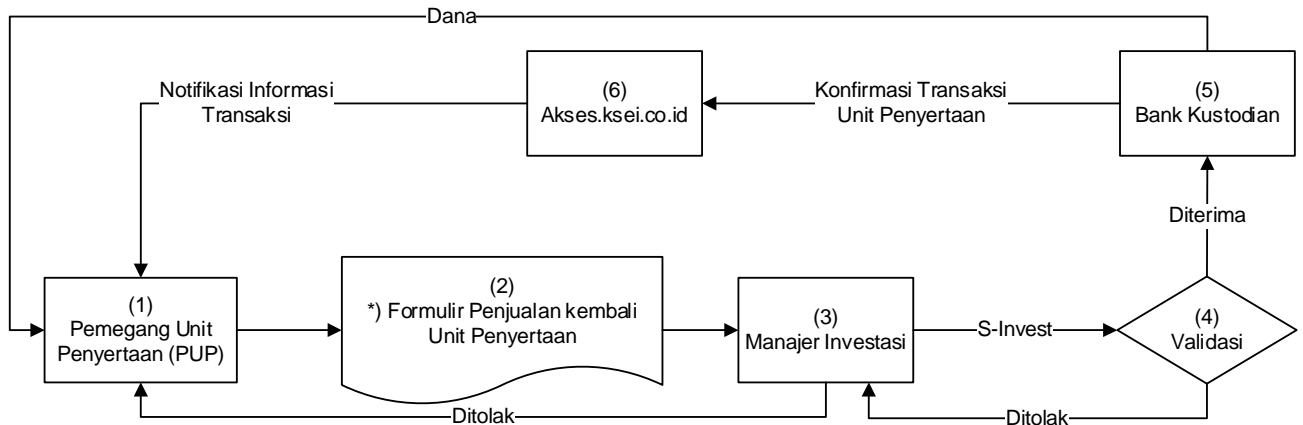 Dana
Notifikasi Informasi
Transaksi
(6)
Akses.ksei.co.id
Konfirmasi Transaksi
Unit Penyertaan
(5)
Bank Kustodian
Diterima
(1)
Pemegang Unit
Penyertaan (PUP)
(2)
*) Formulir Penjualan kembali
Unit Penyertaan
(3)
Manajer Investasi
S-Invest
(4)
Validasi
Ditolak
Ditolak